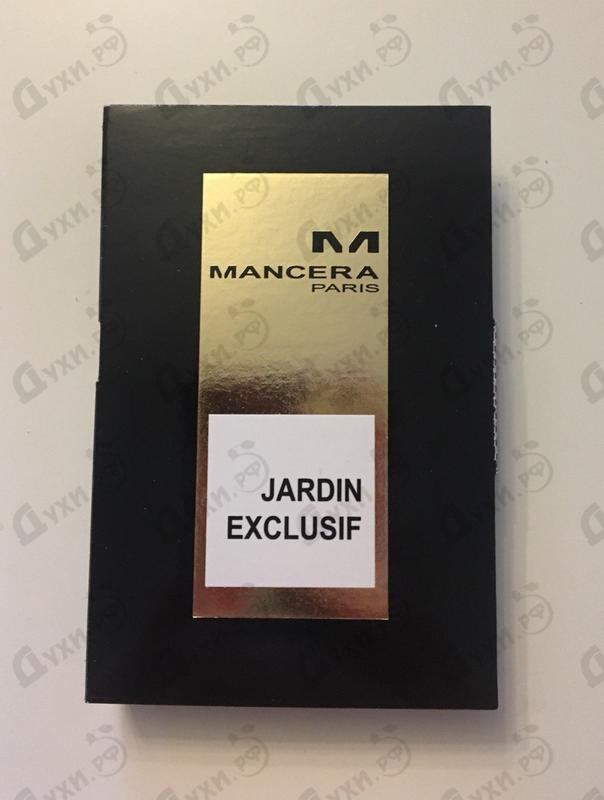 M
MANCERA
PARIS
JARDIN
EXCLUSIF
Духи.рф